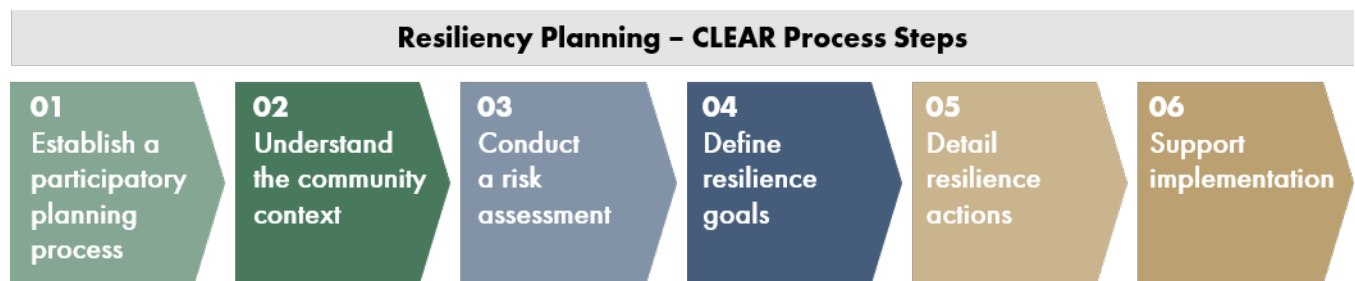 Resiliency Planning – CLEAR Process Steps
01
Establish a
participatory
planning
process
02
Understand
the community
context
03
Conduct
a risk
assessment
04
Define
resilience
goals
05
Detail
resilience
actions
06
Support
implementation